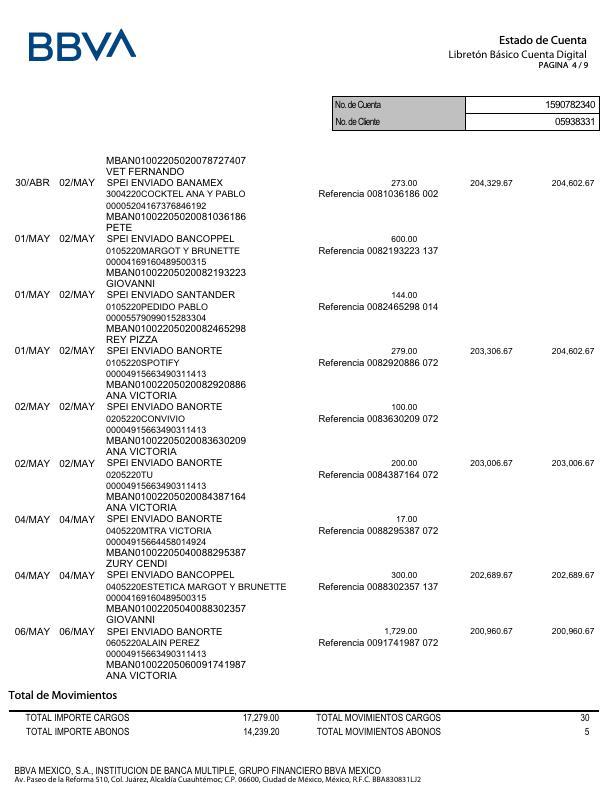 BBVA
Estado de Cuenta
Libretón Básico Cuenta Digital
PAGINA 4 / 9
No. de Cuenta 1590782340
No. de Cliente 05938331
MBAN01002205020078727407
VET FERNANDO
30/ABR 02/MAY SPEI ENVIADO BANAMEX 273.00 204,329.67 204,602.67
3004220COCKTEL ANA Y PABLO Referencia 0081036186 002
00005204167376846192
MBAN01002205020081036186
PETE
01/MAY 02/MAY SPEI ENVIADO BANCOPPEL 600.00
0105220MARGOT Y BRUNETTE Referencia 0082193223 137
00004169160489500315
MBAN01002205020082193223
GIOVANNI
01/MAY 02/MAY SPEI ENVIADO SANTANDER 144.00
0105220PEDIDO PABLO Referencia 0082465298 014
00005579099015283304
MBAN01002205020082465298
REY PIZZA
01/MAY 02/MAY SPEI ENVIADO BANORTE 279.00 203,306.67 204,602.67
0105220SPOTIFY Referencia 0082920886 072
00004915663490311413
MBAN01002205020082920886
ANA VICTORIA
02/MAY 02/MAY SPEI ENVIADO BANORTE 100.00
0205220CONVIVIO Referencia 0083630209 072
00004915663490311413
MBAN01002205020083630209
ANA VICTORIA
02/MAY 02/MAY SPEI ENVIADO BANORTE 200.00 203,006.67 203,006.67
0205220TU Referencia 0084387164 072
00004915663490311413
MBAN01002205020084387164
ANA VICTORIA
04/MAY 04/MAY SPEI ENVIADO BANORTE 17.00
0405220MTRA VICTORIA Referencia 0088295387 072
00004915664458014924
MBAN01002205040088295387
ZURY CENDI
04/MAY 04/MAY SPEI ENVIADO BANCOPPEL 300.00 202,689.67 202,689.67
0405220ESTETICA MARGOT Y BRUNETTE Referencia 0088302357 137
00004169160489500315
MBAN01002205040088302357
GIOVANNI
06/MAY 06/MAY SPEI ENVIADO BANORTE 1,729.00 200,960.67 200,960.67
0605220ALAIN PEREZ Referencia 0091741987 072
00004915663490311413
MBAN01002205060091741987
ANA VICTORIA
Total de Movimientos
TOTAL IMPORTE CARGOS 17,279.00 TOTAL MOVIMIENTOS CARGOS 30
TOTAL IMPORTE ABONOS 14,239.20 TOTAL MOVIMIENTOS ABONOS 5
BBVA MEXICO, S.A., INSTITUCION DE BANCA MULTIPLE, GRUPO FINANCIERO BBVA MEXICO
Av. Paseo de la Reforma 510, Col. Juárez, Alcaldía Cuauhtémoc; C.P. 06600, Ciudad de México, México, R.F.C. BBA830831LJ2